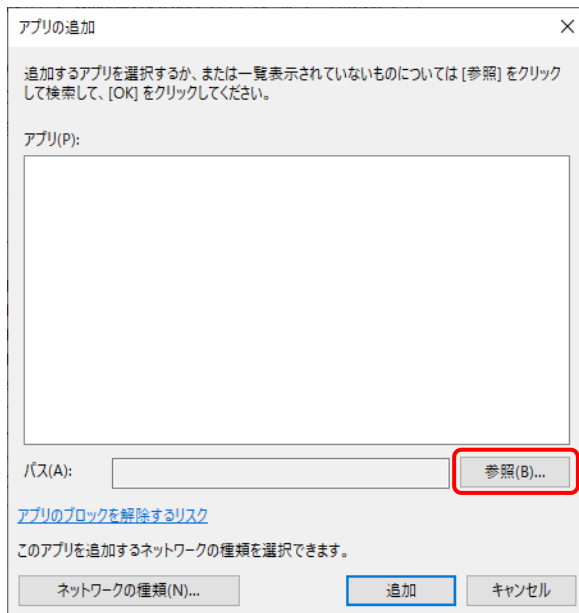 アプリの追加
追加するアプリを選択するか、または一覧表示されていないものについては [参照] をクリック
して検索して、[OK] をクリックしてください。
アプリ(P):
パス(A):
参照(B)...
アプリのブロックを解除するリスク
このアプリを追加するネットワークの種類を選択できます。
ネットワークの種類(N)...
追加
キャンセル